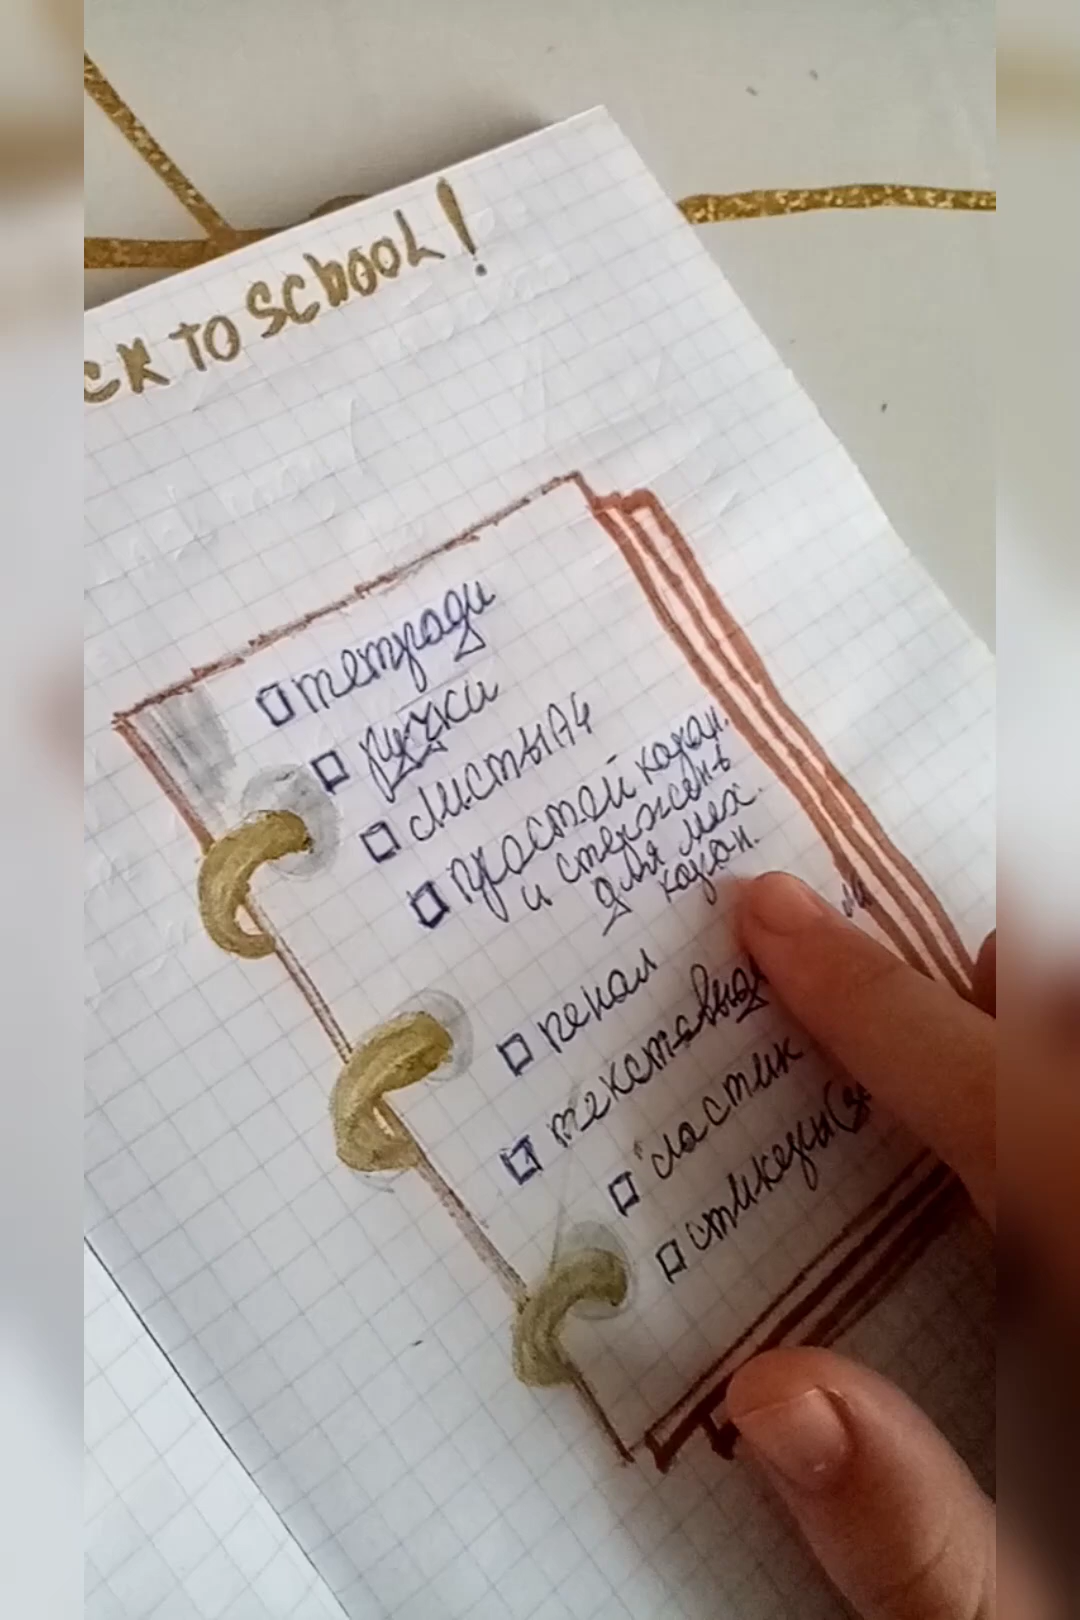 CK TO SCHOOL!
тетради
ручки
листы А4
простой каран.
и стержень
для мех.
каран.
пенал
текстовыд
ластик
стикеры(з